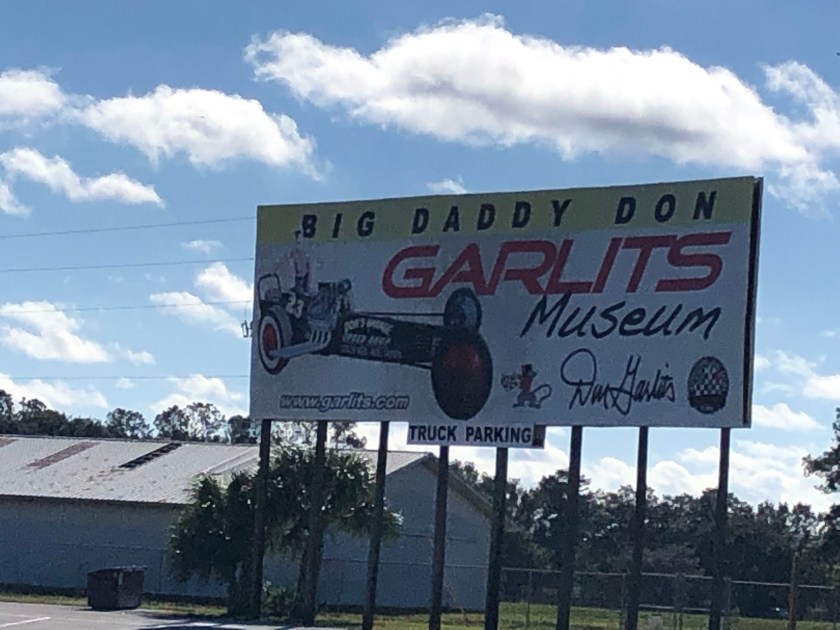 BIG DADDY DON
GARLITS
Museum
Don Garlits
www.garlits.com
TRUCK PARKING